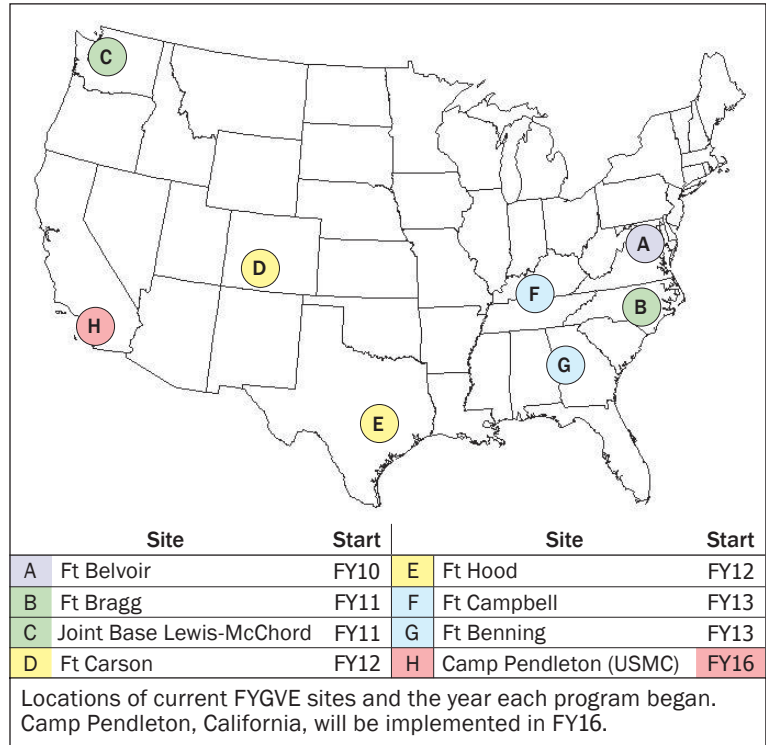 C
A
D
F
B
H
G
E
Site Start Site Start
A Ft Belvoir FY10 E Ft Hood FY12
B Ft Bragg FY11 F Ft Campbell FY13
C Joint Base Lewis-McChord FY11 G Ft Benning FY13
D Ft Carson FY12 H Camp Pendleton (USMC) FY16
Locations of current FYGVE sites and the year each program began.
Camp Pendleton, California, will be implemented in FY16.